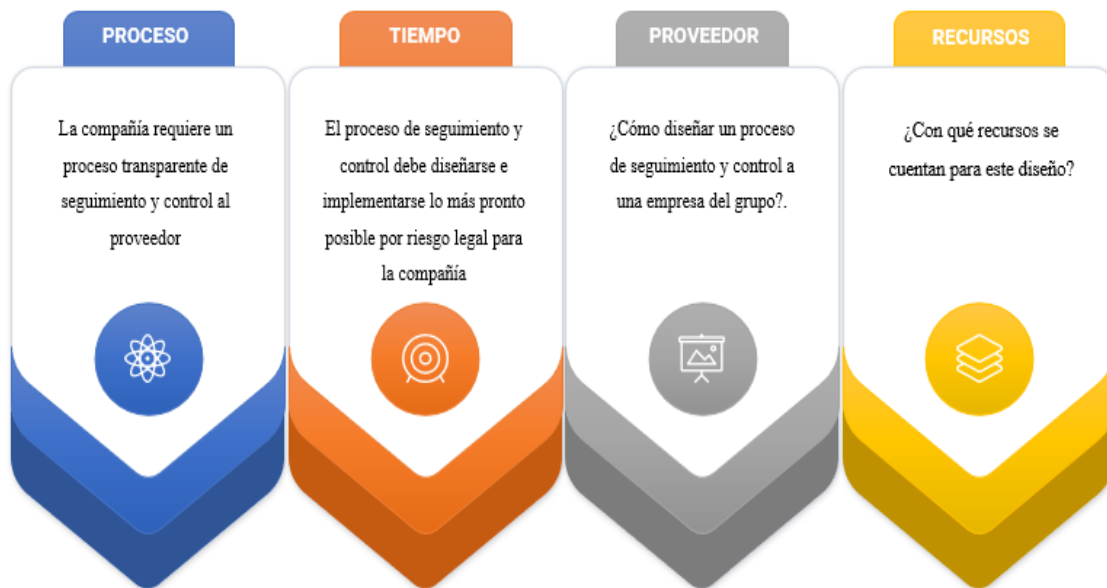 PROCESO
La compañía requiere un
proceso transparente de
seguimiento y control al
proveedor
TIEMPO
El proceso de seguimiento y
control debe diseñarse e
implementarse lo más pronto
posible por riesgo legal para
la compañía
PROVEEDOR
¿Cómo diseñar un proceso
de seguimiento y control a
una empresa del grupo?.
RECURSOS
¿Con qué recursos se
cuentan para este diseño?